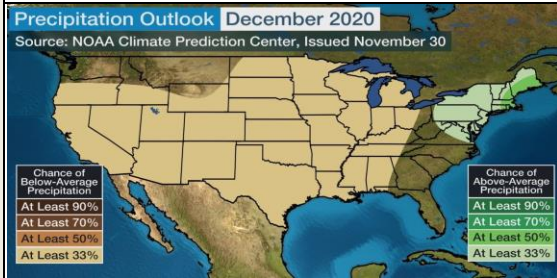 Precipitation Outlook December 2020
Source: NOAA Climate Prediction Center, Issued November 30
Chance of
Below-Average
Precipitation
At Least 90%
At Least 70%
At Least 50%
At Least 33%
Chance of
Above-Average
Precipitation
At Least 90%
At Least 70%
At Least 50%
At Least 33%